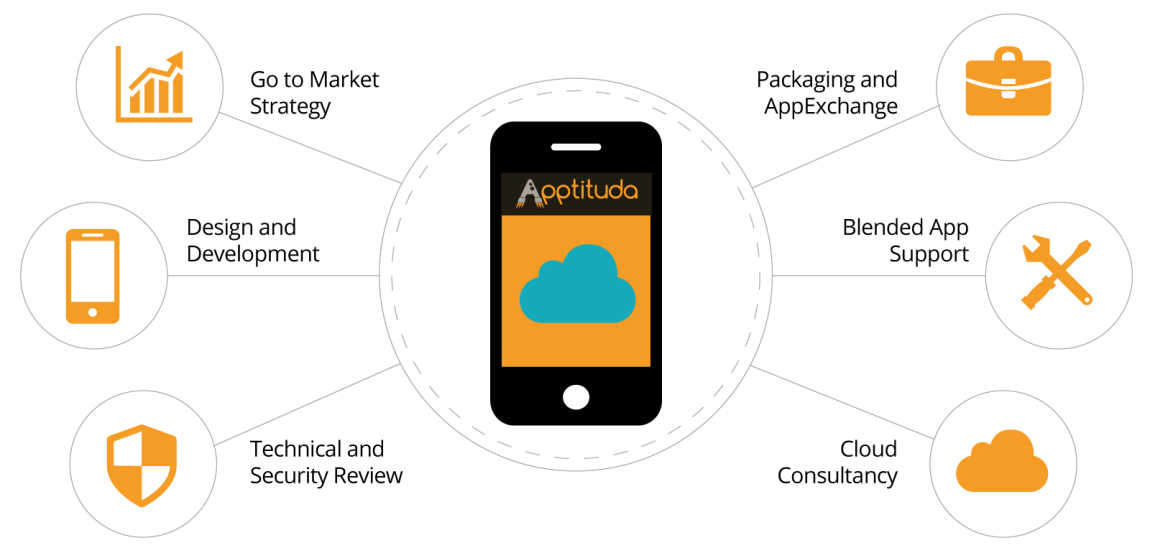 Go to Market
Strategy
Packaging and
AppExchange
Apptituda
Design and
Development
Blended App
Support
Technical and
Security Review
Cloud
Consultancy